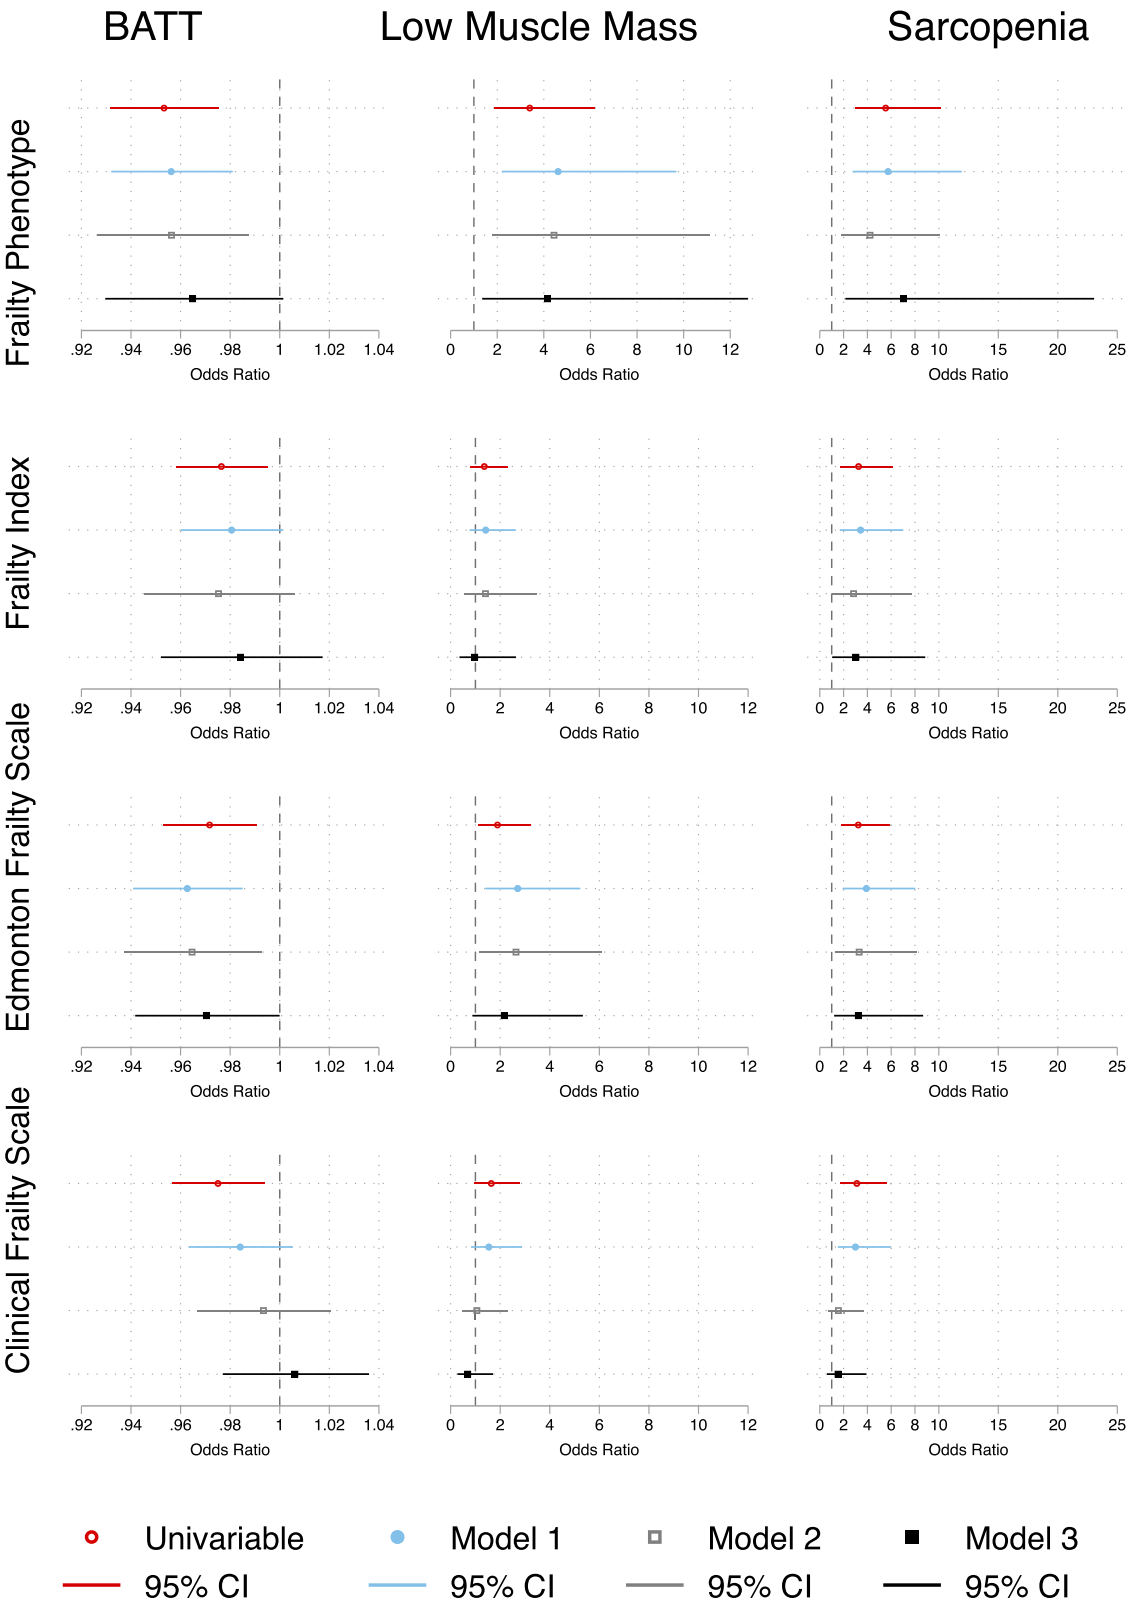 BATT Low Muscle Mass Sarcopenia
Frailty Phenotype
.92 .94 .96 .98 1 1.02 1.04 0 2 4 6 8 10 12 0 2 4 6 8 10 15 20 25
Odds Ratio Odds Ratio Odds Ratio
Frailty Index
.92 .94 .96 .98 1 1.02 1.04 0 2 4 6 8 10 12 0 2 4 6 8 10 15 20 25
Odds Ratio Odds Ratio Odds Ratio
Edmonton Frailty Scale
.92 .94 .96 .98 1 1.02 1.04 0 2 4 6 8 10 12 0 2 4 6 8 10 15 20 25
Odds Ratio Odds Ratio Odds Ratio
Clinical Frailty Scale
.92 .94 .96 .98 1 1.02 1.04 0 2 4 6 8 10 12 0 2 4 6 8 10 15 20 25
Odds Ratio Odds Ratio Odds Ratio
Univariable Model 1 Model 2 Model 3
95% CI 95% CI 95% CI 95% CI